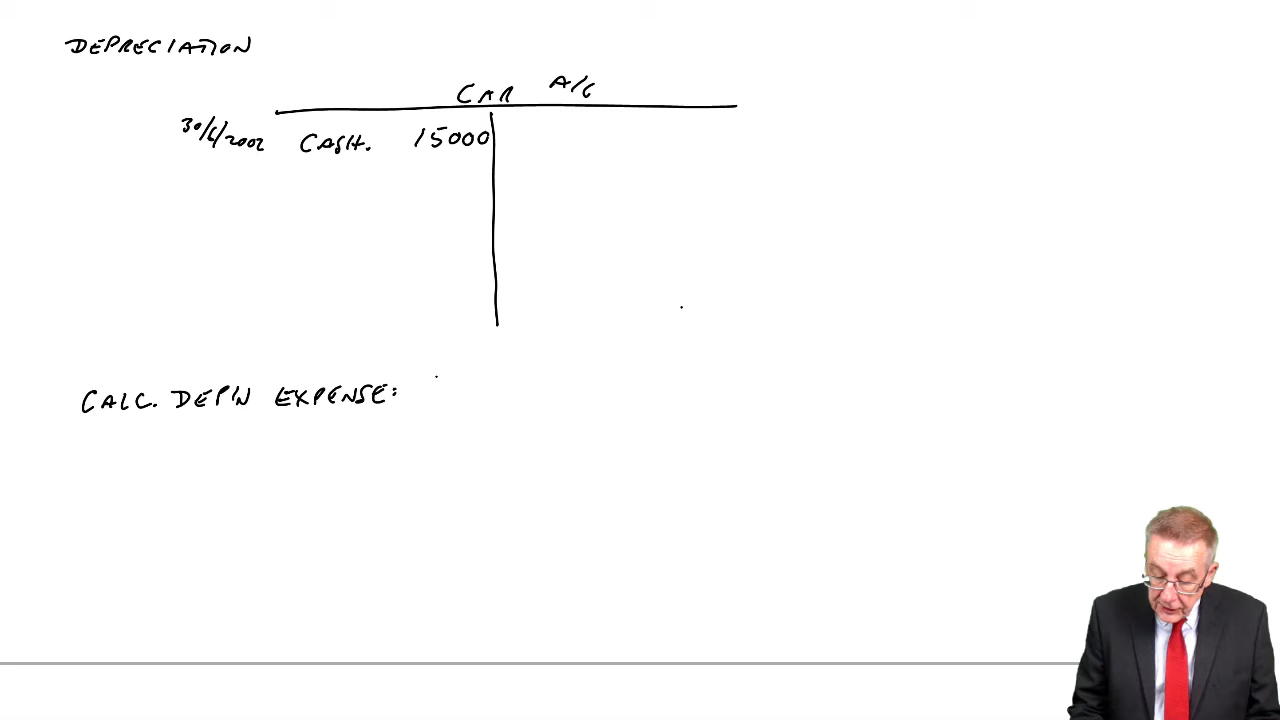 DEPRECIATION
CAR A/C
30/6/2002 CASH. 15000
CALC. DEP'N EXPENSE: